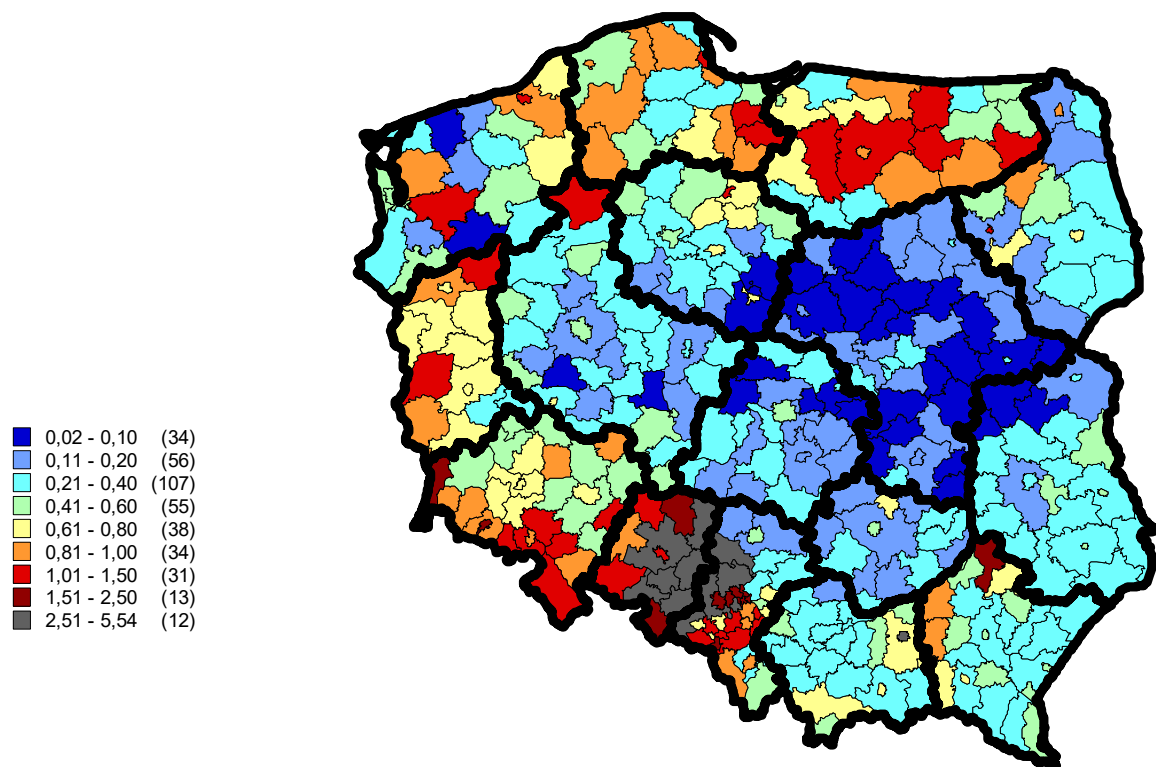 0,02 - 0,10 (34)
0,11 - 0,20 (56)
0,21 - 0,40 (107)
0,41 - 0,60 (55)
0,61 - 0,80 (38)
0,81 - 1,00 (34)
1,01 - 1,50 (31)
1,51 - 2,50 (13)
2,51 - 5,54 (12)